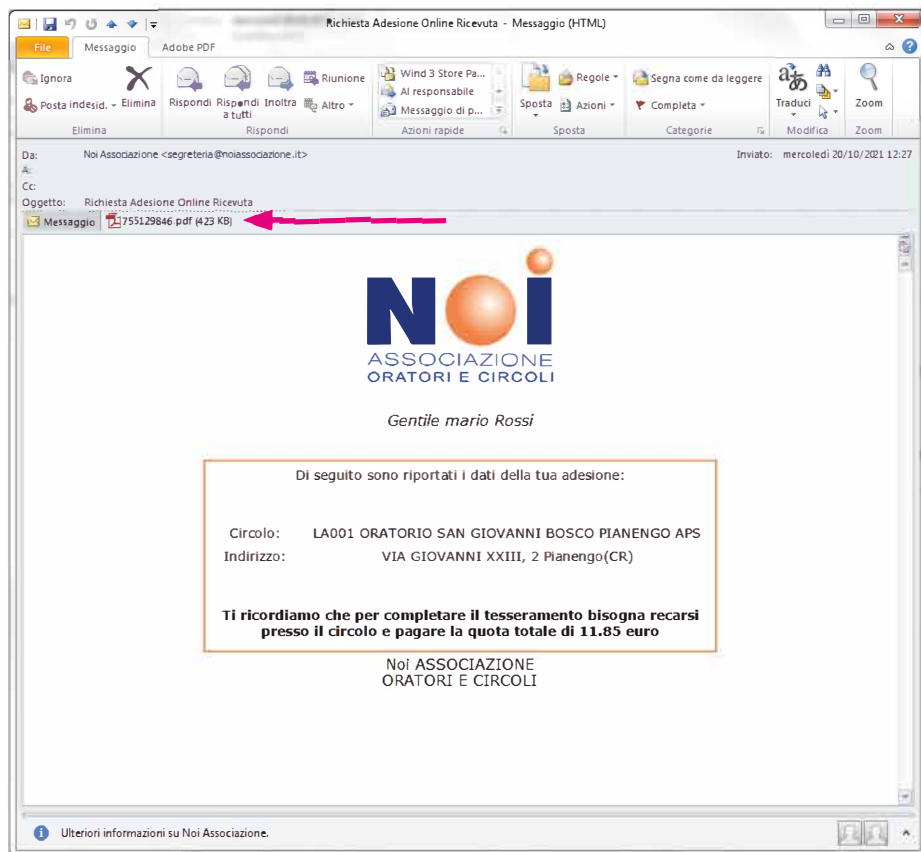 Richiesta Adesione Online Ricevuta - Messaggio (HTML)
File Messaggio Adobe PDF
Ignora
Posta indesid. Elimina
Elimina
Rispondi Rispondi a tutti Inoltra
Riunione
Altro
Rispondi
Wind 3 Store Pa...
Al responsabile
Messaggio di p...
Azioni rapide
Sposta
Regole
Azioni
Sposta
Segna come da leggere
Completa
Categorie
Traduci
Modifica
Zoom
Zoom
Da: Noi Associazione <segreteria@noiassociazione.it> Inviato: mercoledì 20/10/2021 12:27
A:
Cc:
Oggetto: Richiesta Adesione Online Ricevuta
Messaggio 755129846.pdf (423 KB)
NOi
ASSOCIAZIONE
ORATORI E CIRCOLI
Gentile mario Rossi
Di seguito sono riportati i dati della tua adesione:
Circolo: LA001 ORATORIO SAN GIOVANNI BOSCO PIANENGO APS
Indirizzo: VIA GIOVANNI XXIII, 2 Pianengo(CR)
Ti ricordiamo che per completare il tesseramento bisogna recarsi
presso il circolo e pagare la quota totale di 11.85 euro
Noi ASSOCIAZIONE
ORATORI E CIRCOLI
Ulteriori informazioni su Noi Associazione.